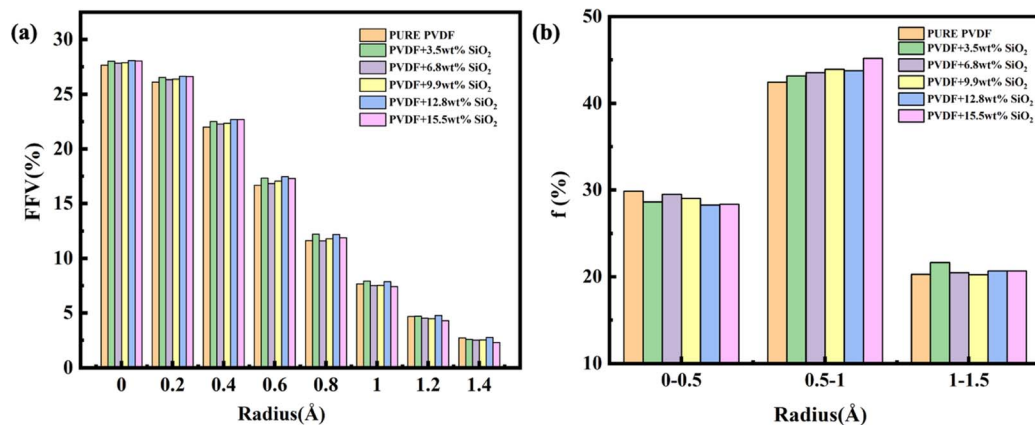 (a)
FFV(%)
30
25
20
15
10
5
0
PURE PVDF
PVDF+3.5wt% SiO₂
PVDF+6.8wt% SiO₂
PVDF+9.9wt% SiO₂
PVDF+12.8wt% SiO₂
PVDF+15.5wt% SiO₂
0 0.2 0.4 0.6 0.8 1 1.2 1.4
Radius(Å)
(b)
f (%)
50
40
30
20
10
PURE PVDF
PVDF+3.5wt% SiO₂
PVDF+6.8wt% SiO₂
PVDF+9.9wt% SiO₂
PVDF+12.8wt% SiO₂
PVDF+15.5wt% SiO₂
0-0.5 0.5-1 1-1.5
Radius(Å)